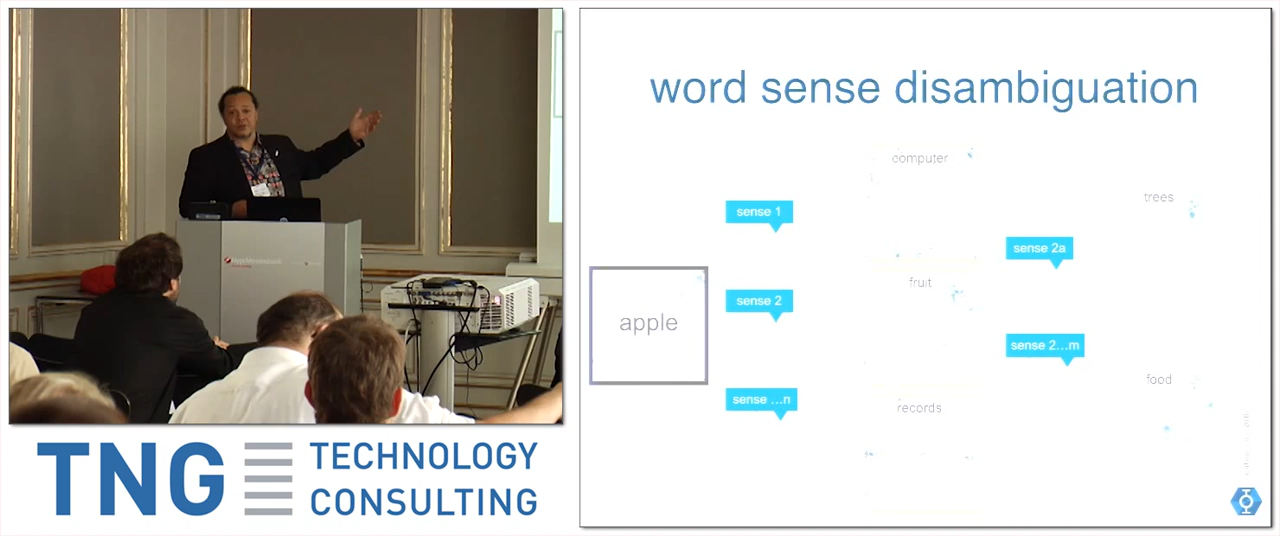 word sense disambiguation
computer
trees
sense 1
sense 2a
fruit
sense 2
apple
sense 2...m
food
sense ...n
records
TNG TECHNOLOGY
CONSULTING